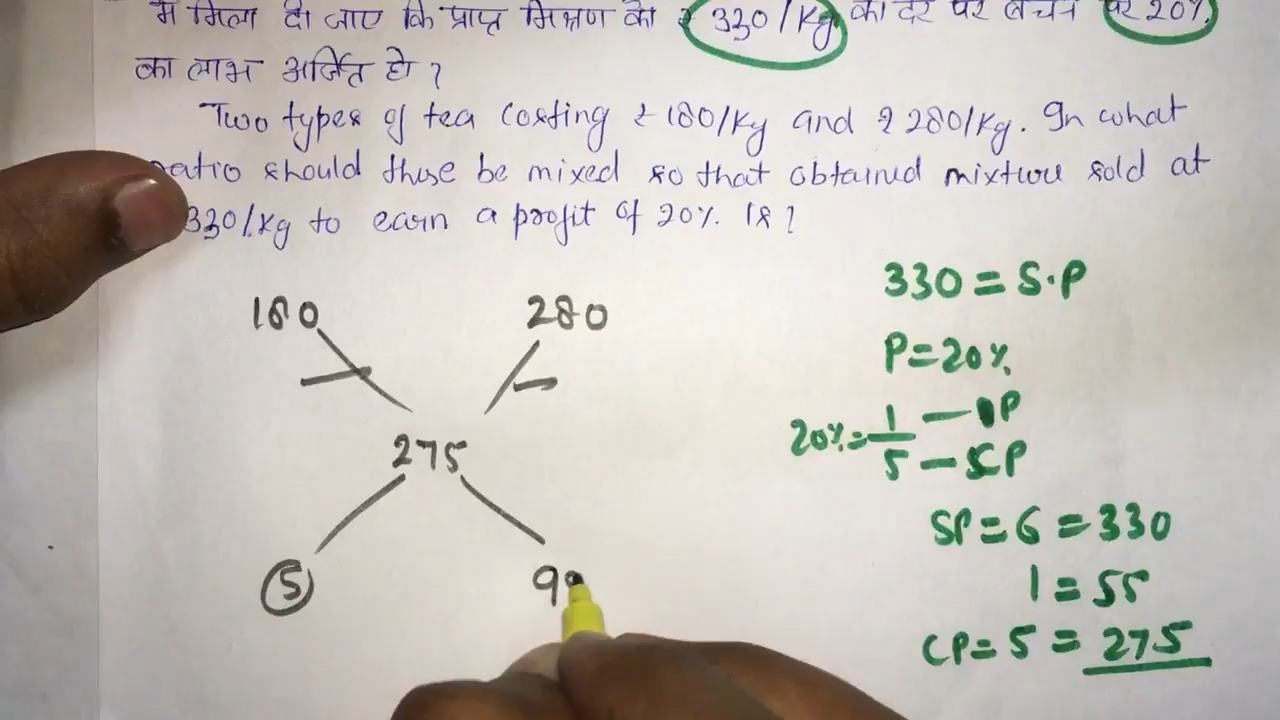 में मिला दी जाए कि प्राप्त मिश्रण को ₹ 330/Kg की दर पर बेचने पर 20%
का लाभ अर्जित हो ?
Two types of tea costing ₹ 180/Kg and ₹ 280/Kg. In what
ratio should these be mixed so that obtained mixture sold at
330/Kg to earn a profit of 20%. is ?
180 280
275
5 9
330 = S.P
P = 20%
20% = 1/5 — P — CP
SP = 6 = 330
1 = 55
CP = 5 = 275